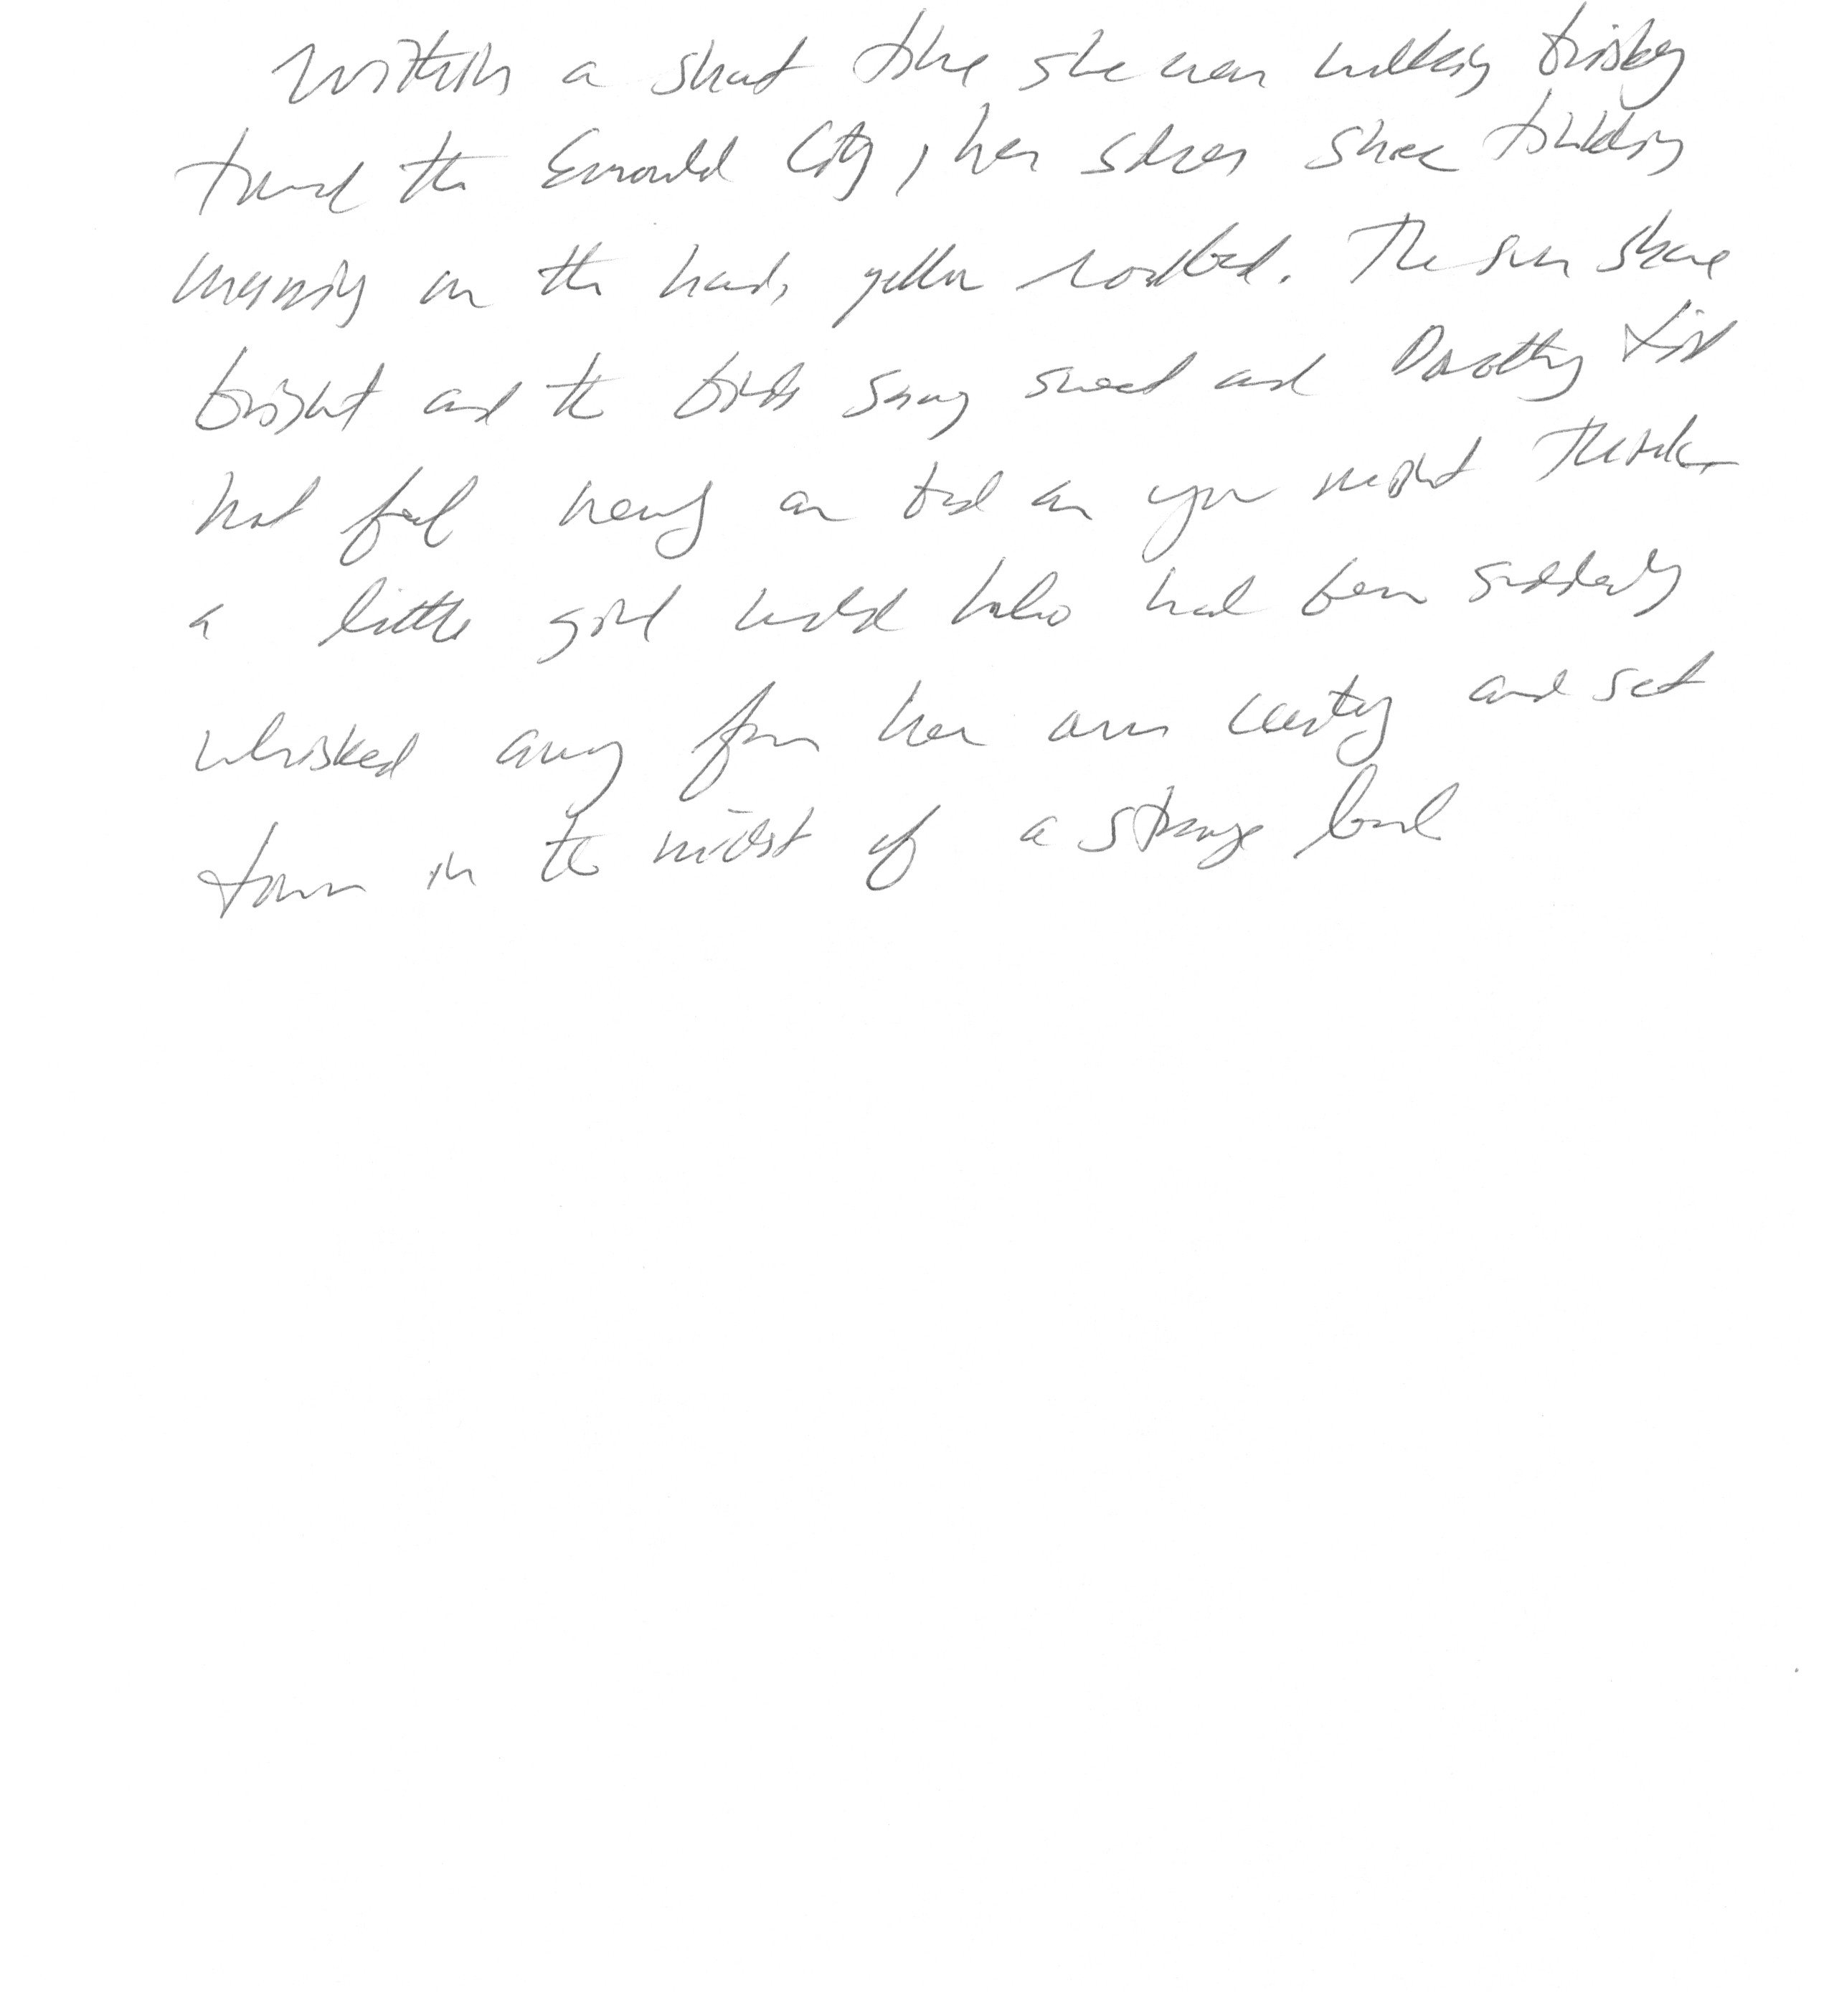 Within a short time she was walking briskly
toward the Emerald City, her silver shoes tinkling
merrily on the hard, yellow roadbed. The sun shone
bright and the birds sang sweet and Dorothy did
not feel nearly as bad as you might think
a little girl would who had been suddenly
whisked away from her own country and set
down in the midst of a strange land